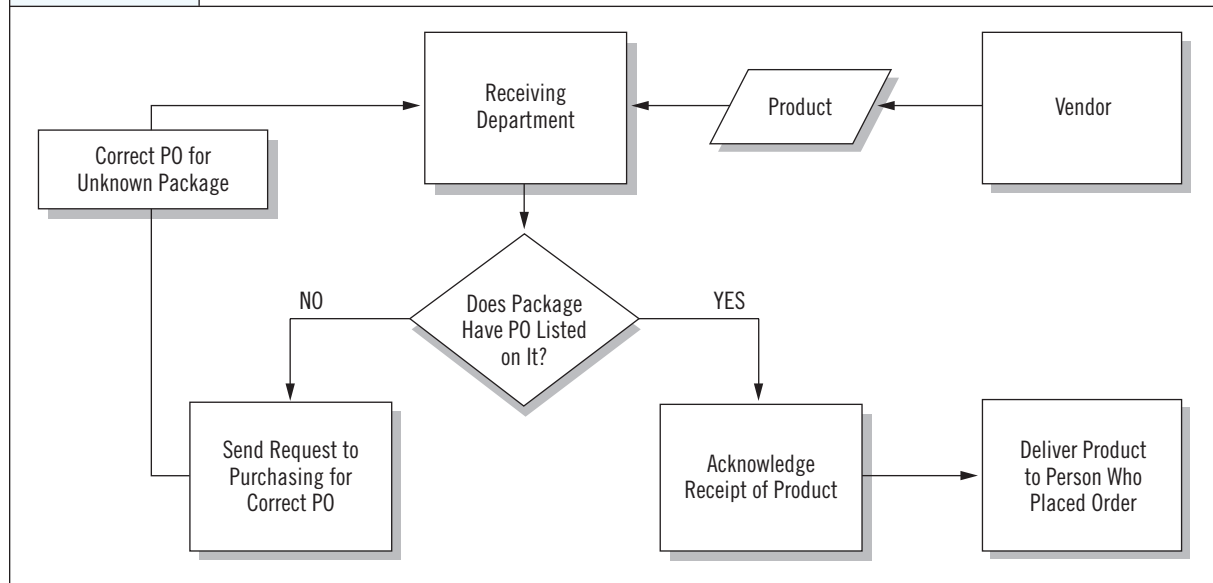 Receiving
Department
Product
Vendor
Correct PO for
Unknown Package
Does Package
Have PO Listed
on It?
NO
YES
Send Request to
Purchasing for
Correct PO
Acknowledge
Receipt of Product
Deliver Product
to Person Who
Placed Order